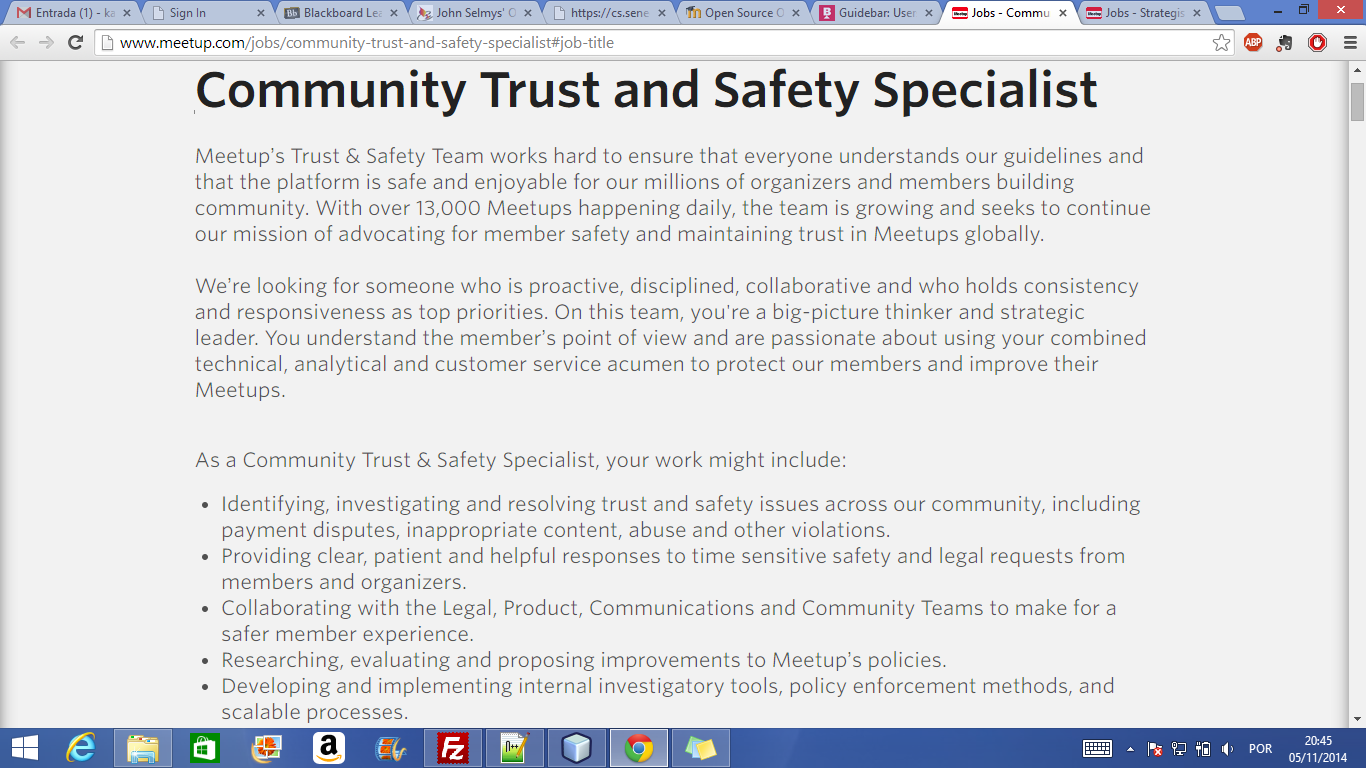 Entrada (1) - ka
Sign In
Blackboard Lea
John Selmys' O
https://cs.sene
Open Source O
Guidebar: User
Jobs - Commu
Jobs - Strategis
www.meetup.com/jobs/community-trust-and-safety-specialist#job-title
ABP
Community Trust and Safety Specialist
Meetup’s Trust & Safety Team works hard to ensure that everyone understands our guidelines and
that the platform is safe and enjoyable for our millions of organizers and members building
community. With over 13,000 Meetups happening daily, the team is growing and seeks to continue
our mission of advocating for member safety and maintaining trust in Meetups globally.
We’re looking for someone who is proactive, disciplined, collaborative and who holds consistency
and responsiveness as top priorities. On this team, you're a big-picture thinker and strategic
leader. You understand the member’s point of view and are passionate about using your combined
technical, analytical and customer service acumen to protect our members and improve their
Meetups.
As a Community Trust & Safety Specialist, your work might include:
• Identifying, investigating and resolving trust and safety issues across our community, including
payment disputes, inappropriate content, abuse and other violations.
• Providing clear, patient and helpful responses to time sensitive safety and legal requests from
members and organizers.
• Collaborating with the Legal, Product, Communications and Community Teams to make for a
safer member experience.
• Researching, evaluating and proposing improvements to Meetup’s policies.
• Developing and implementing internal investigatory tools, policy enforcement methods, and
scalable processes.
POR
20:45
05/11/2014